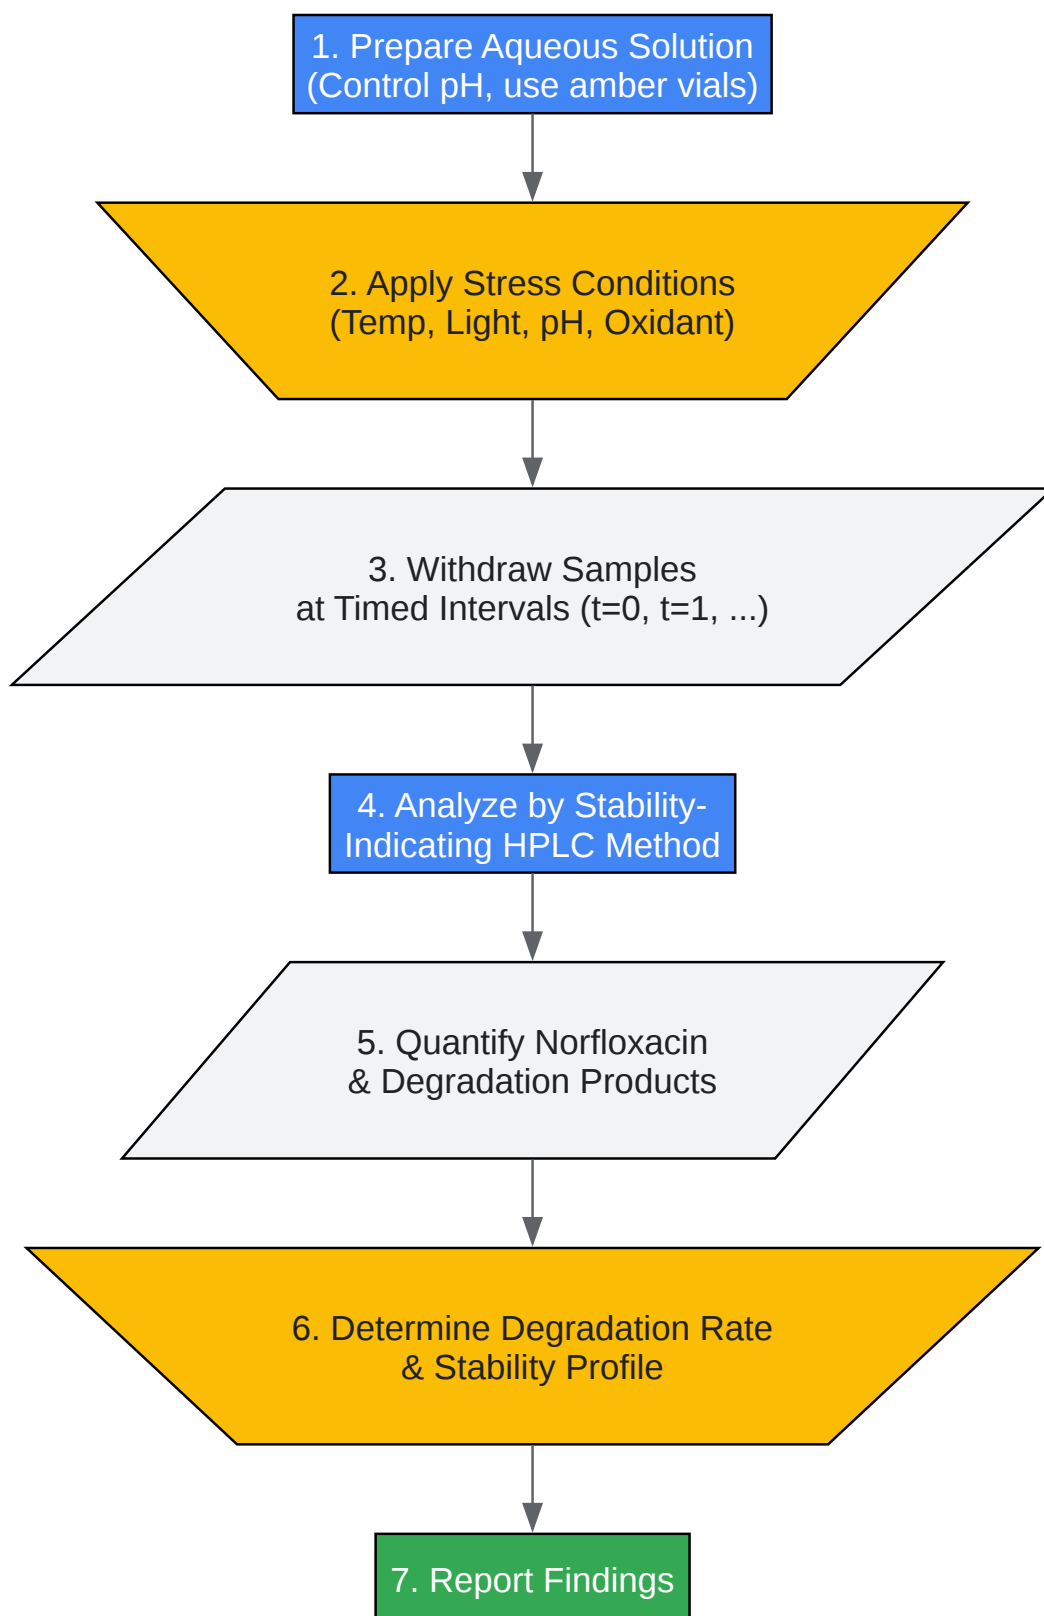 1. Prepare Aqueous Solution
(Control pH, use amber vials)
2. Apply Stress Conditions
(Temp, Light, pH, Oxidant)
3. Withdraw Samples
at Timed Intervals (t=0, t=1, ...)
4. Analyze by Stability-
Indicating HPLC Method
5. Quantify Norfloxacin
& Degradation Products
6. Determine Degradation Rate
& Stability Profile
7. Report Findings